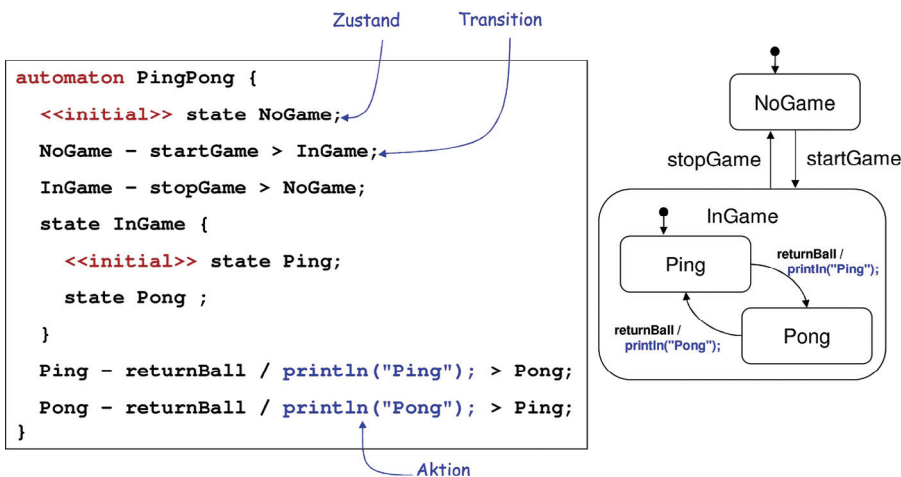 Zustand
Transition
automaton PingPong {
<<initial>> state NoGame;
NoGame – startGame > InGame;
InGame – stopGame > NoGame;
state InGame {
<<initial>> state Ping;
state Pong ;
}
Ping – returnBall / println("Ping"); > Pong;
Pong – returnBall / println("Pong"); > Ping;
}
Aktion
NoGame
stopGame
startGame
InGame
Ping
returnBall /
println("Ping");
returnBall /
println("Pong");
Pong